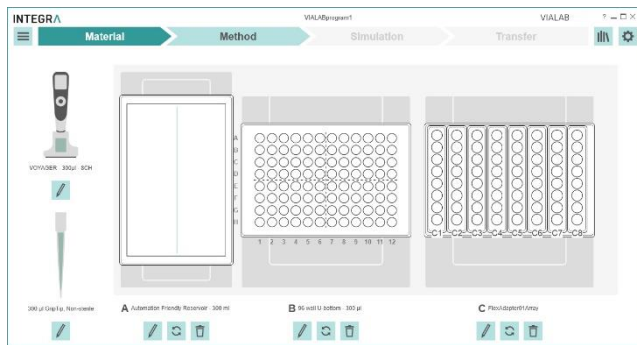 INTEGRA
VIALABprogram1
VIALAB
?
Material
Method
Simulation
Transfer
A
B
C
D
E
F
G
H
1 2 3 4 5 6 7 8 9 10 11 12
C1 C2 C3 C4 C5 C6 C7 C8
VOYAGER 300µl 8CH
300 µl GripTip, Non-sterile
A Automation Friendly Reservoir 300 ml
B 96 well U bottom 303 µl
C